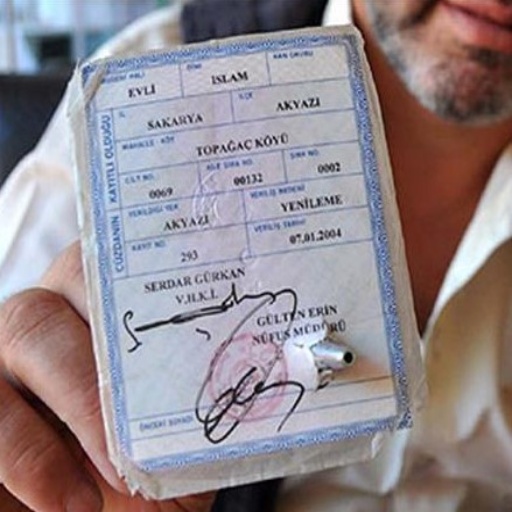 MEDENİ HALİ DİNİ KAN GRUBU
EVLİ İSLAM
İL İLÇE
SAKARYA AKYAZI
MAHALLE KÖY
TOPAĞAÇ KÖYÜ
CİLT NO. AİLE SIRA NO. SIRA NO.
0069 00132 0002
VERİLDİĞİ YER VERİLİŞ NEDENİ
AKYAZI YENİLEME
KAYIT NO. VERİLİŞ TARİHİ
293 07.01.2004
CÜZDANIN KAYITLI OLDUĞU
SERDAR GÜRKAN
V.H.K.İ.
GÜLTEN ERİN
NÜFUS MÜDÜRÜ
ÖNCEKİ SOYADI